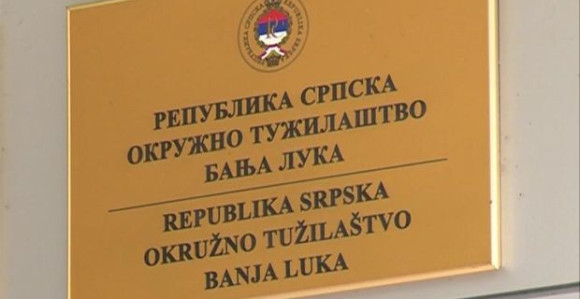 РЕПУБЛИКА СРПСКА
ОКРУЖНО ТУЖИЛАШТВО
БАЊА ЛУКА
REPUBLIKA SRPSKA
OKRUŽNO TUŽILAŠTVO
BANJA LUKA